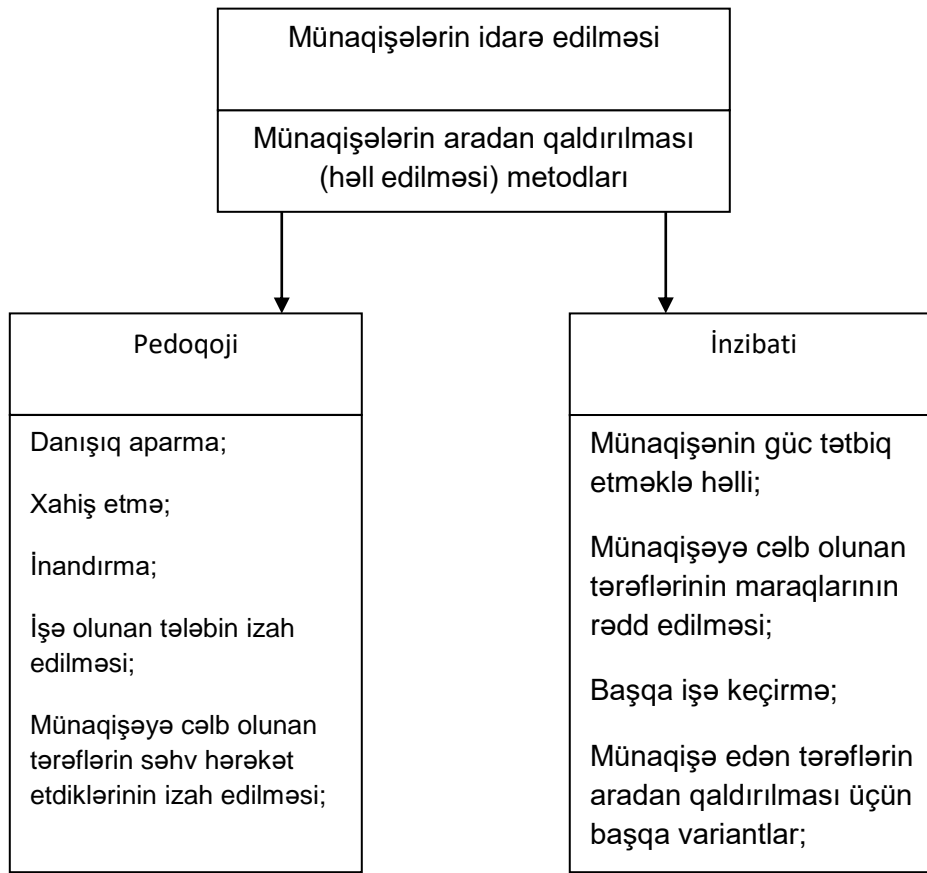 Münaqişələrin idarə edilməsi
Münaqişələrin aradan qaldırılması
(həll edilməsi) metodları
Pedoqoji
Danışıq aparma;
Xahiş etmə;
İnandırma;
İşə olunan tələbin izah
edilməsi;
Münaqişəyə cəlb olunan
tərəflərin səhv hərəkət
etdiklərinin izah edilməsi;
İnzibati
Münaqişənin güc tətbiq
etməklə həlli;
Münaqişəyə cəlb olunan
tərəflərinin maraqlarının
rədd edilməsi;
Başqa işə keçirmə;
Münaqişə edən tərəflərin
aradan qaldırılması üçün
başqa variantlar;